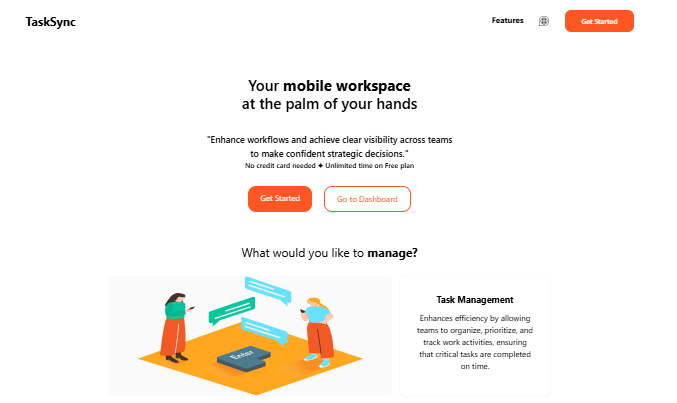 TaskSync
Features
Get Started
Your mobile workspace
at the palm of your hands
"Enhance workflows and achieve clear visibility across teams
to make confident strategic decisions."
No credit card needed ✦ Unlimited time on Free plan
Get Started
Go to Dashboard
What would you like to manage?
Enter
Task Management
Enhances efficiency by allowing
teams to organize, prioritize, and
track work activities, ensuring
that critical tasks are completed
on time.